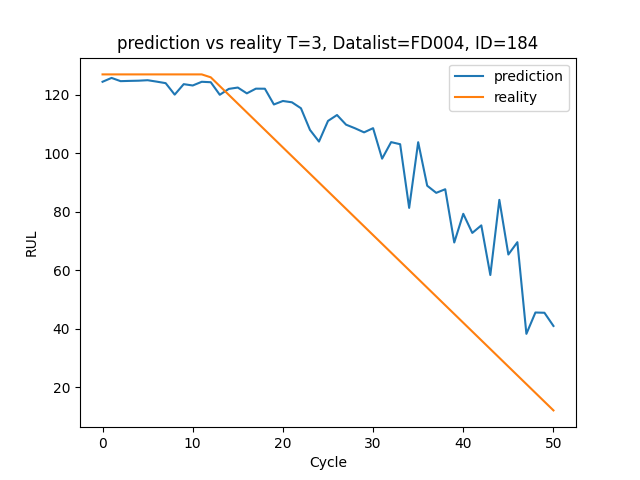 prediction vs reality T=3, Datalist=FD004, ID=184
prediction
reality
RUL
120
100
80
60
40
20
0 10 20 30 40 50
Cycle